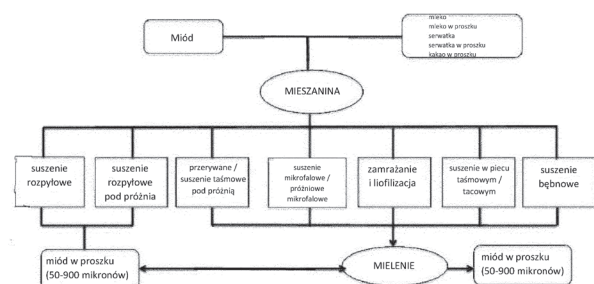 Miód
mleko
mleko w proszku
serwatka
serwatka w proszku
kakao w proszku
MIESZANINA
suszenie
rozpyłowe
suszenie
rozpyłowe
pod próżnia
przerywane /
suszenie taśmowe
pod próżnią
suszenie
mikrofalowe /
próżniowe
mikrofalowe
zamrażanie
i liofilizacja
suszenie w piecu
taśmowym /
tacowym
suszenie
bębnowe
miód w proszku
(50-900 mikronów)
MIELENIE
miód w proszku
(50-900 mikronów)